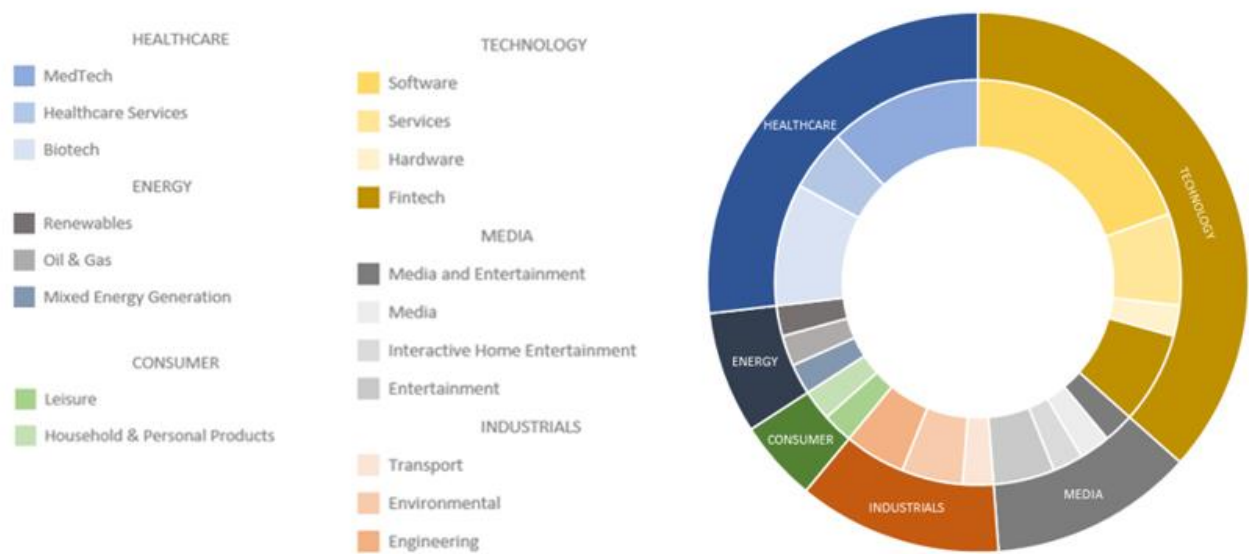 HEALTHCARE
MedTech
Healthcare Services
Biotech
ENERGY
Renewables
Oil & Gas
Mixed Energy Generation
CONSUMER
Leisure
Household & Personal Products
TECHNOLOGY
Software
Services
Hardware
Fintech
MEDIA
Media and Entertainment
Media
Interactive Home Entertainment
Entertainment
INDUSTRIALS
Transport
Environmental
Engineering
HEALTHCARE
TECHNOLOGY
ENERGY
CONSUMER
INDUSTRIALS
MEDIA